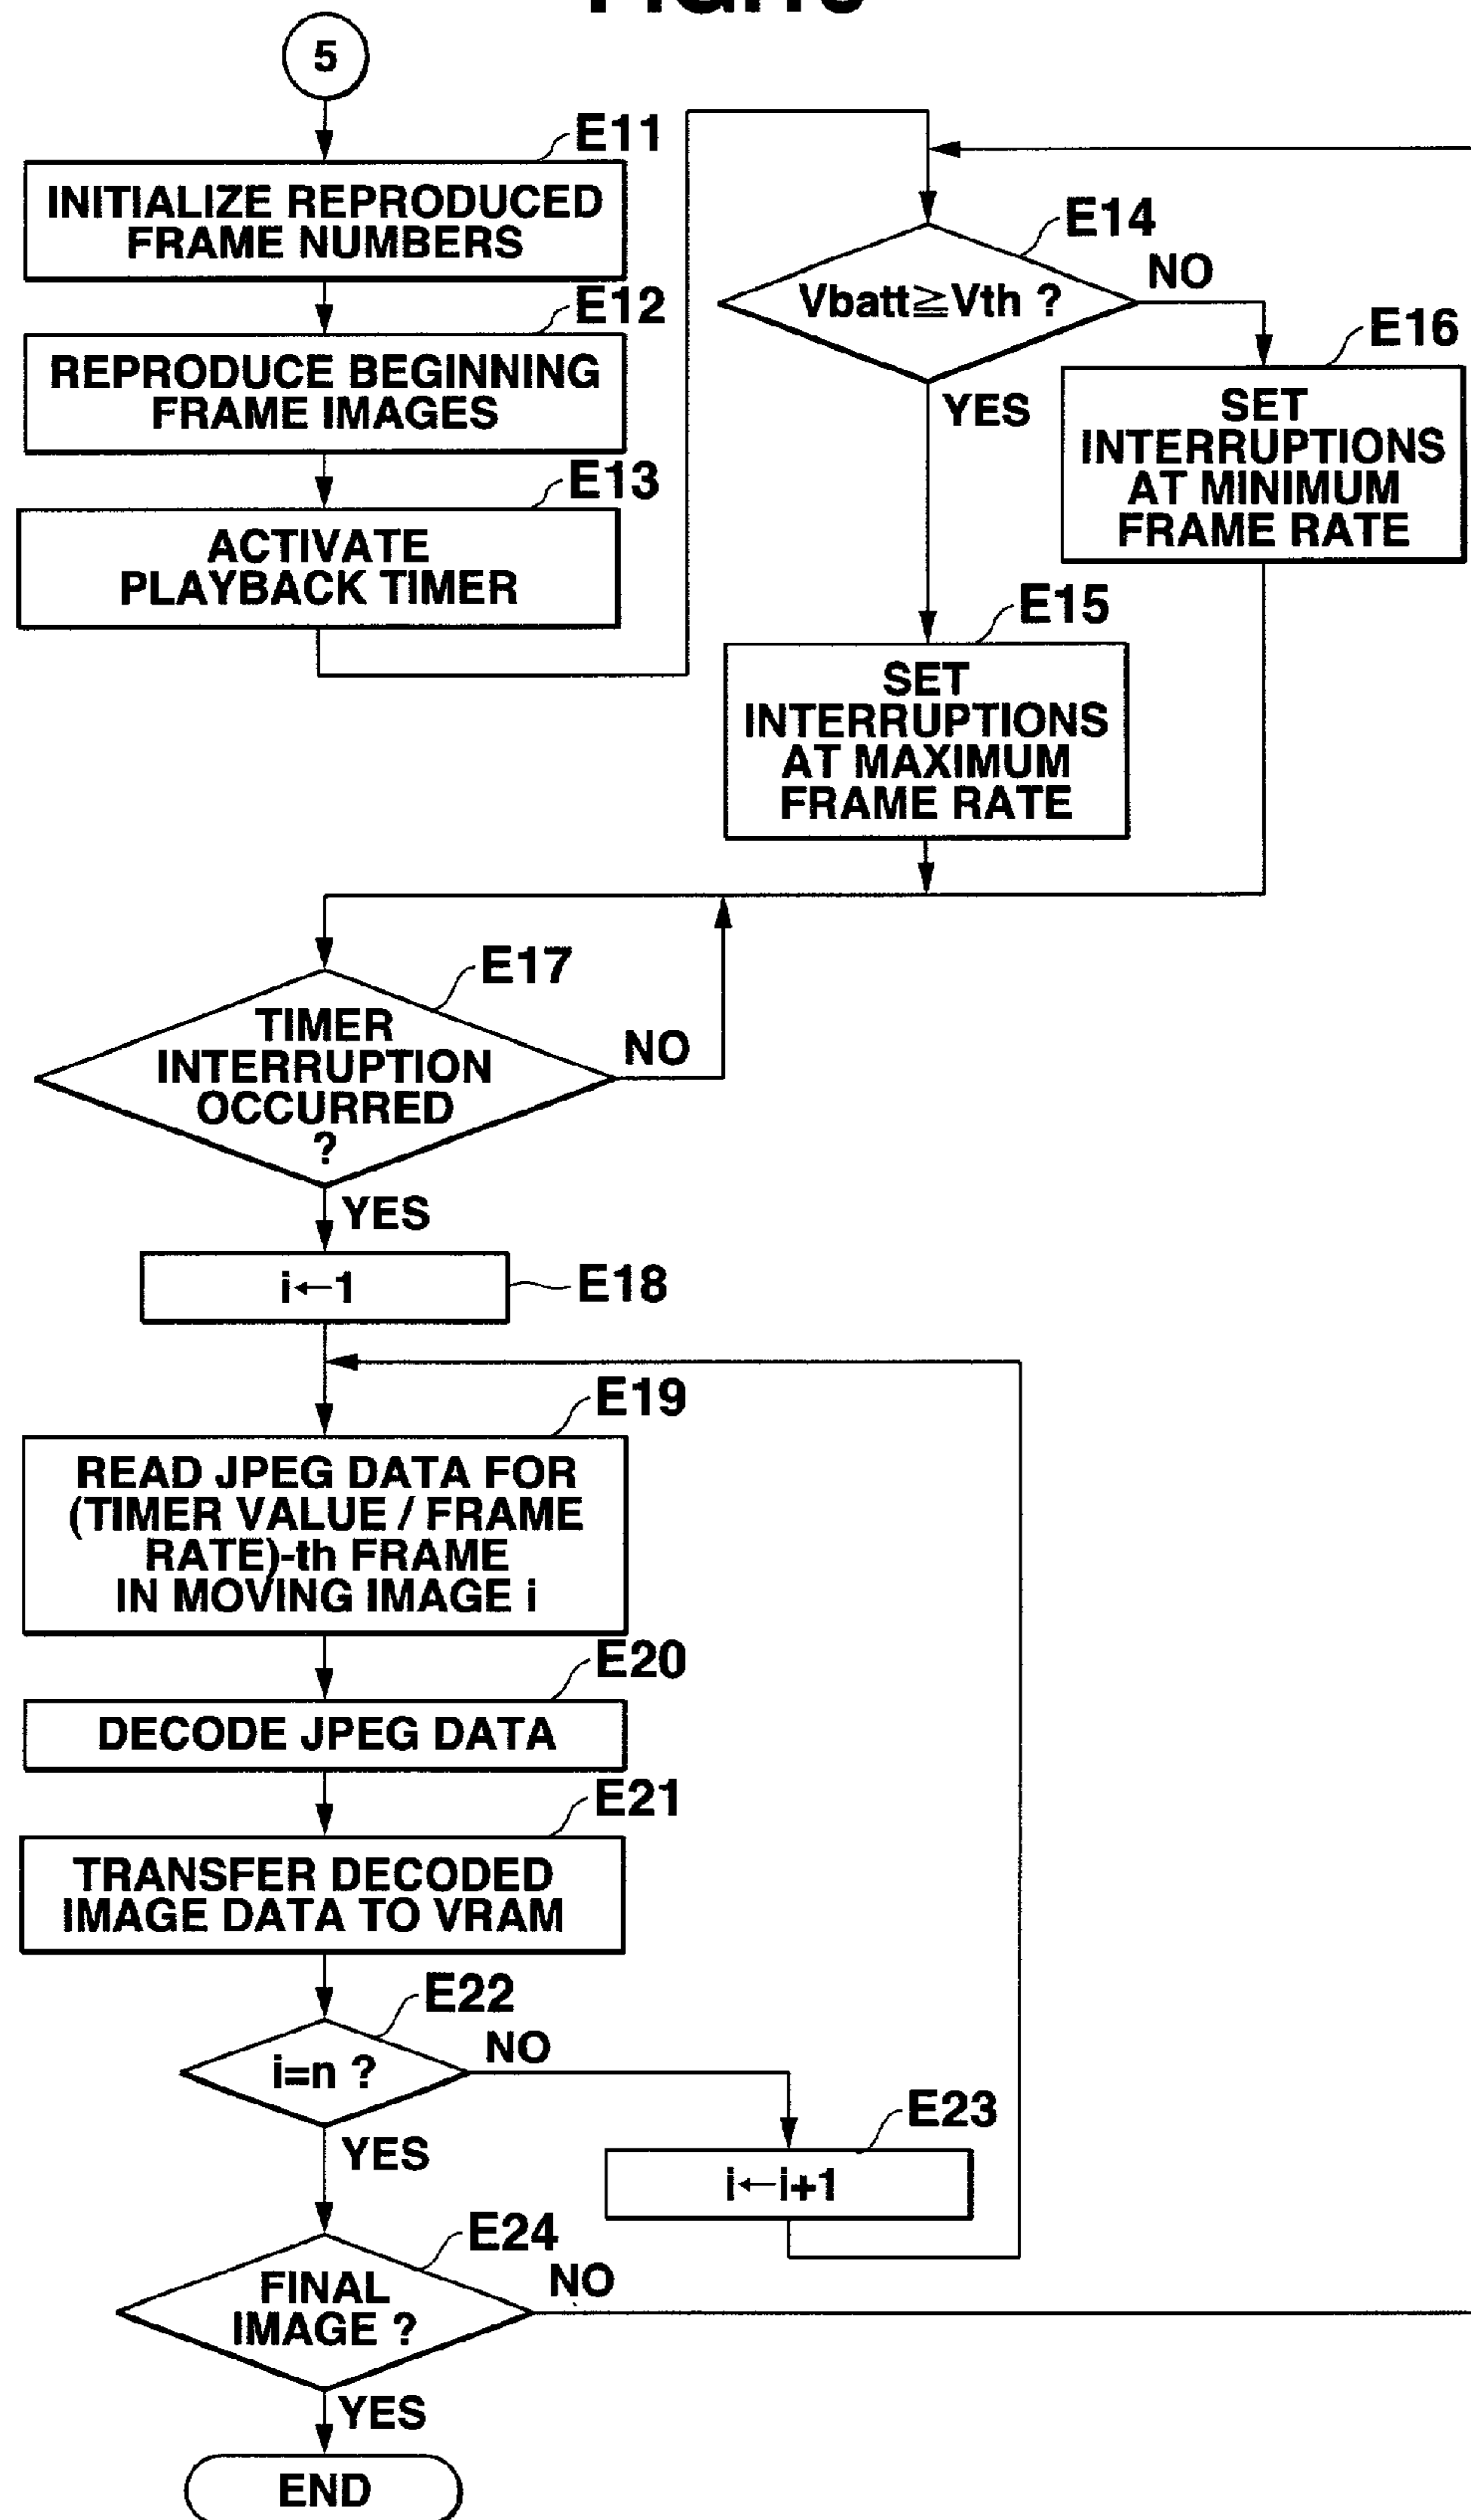 5
E11
INITIALIZE REPRODUCED
FRAME NUMBERS
E12
REPRODUCE BEGINNING
FRAME IMAGES
E13
ACTIVATE
PLAYBACK TIMER
E14
Vbatt≧Vth ?
NO
YES
E16
SET
INTERRUPTIONS
AT MINIMUM
FRAME RATE
E15
SET
INTERRUPTIONS
AT MAXIMUM
FRAME RATE
E17
TIMER
INTERRUPTION
OCCURRED
?
NO
YES
i←1
E18
E19
READ JPEG DATA FOR
(TIMER VALUE / FRAME
RATE)-th FRAME
IN MOVING IMAGE i
E20
DECODE JPEG DATA
E21
TRANSFER DECODED
IMAGE DATA TO VRAM
E22
i=n ?
NO
YES
E23
i←i+1
E24
FINAL
IMAGE ?
NO
YES
END